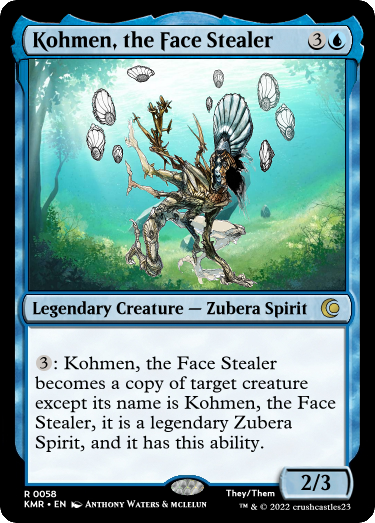 Kohmen, the Face Stealer 3
Legendary Creature — Zubera Spirit
3: Kohmen, the Face Stealer
becomes a copy of target creature
except its name is Kohmen, the Face
Stealer, it is a legendary Zubera
Spirit, and it has this ability.
2/3
R 0058 They/Them
KMR • EN Anthony Waters & mclelun ™ & © 2022 crushcastles23